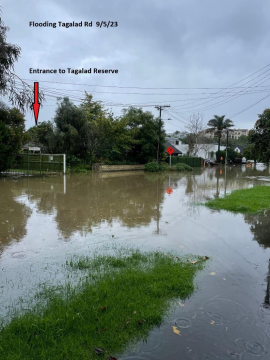 Flooding Tagalad Rd 9/5/23
Entrance to Tagalad Reserve